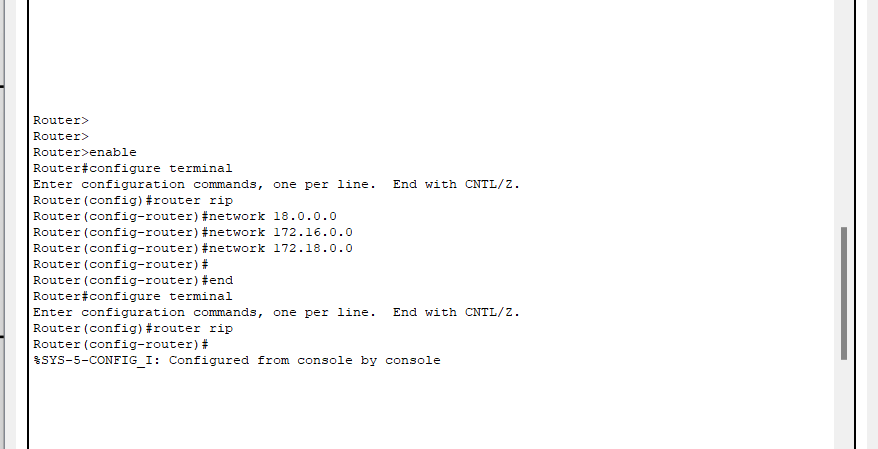 Router>
Router>
Router>enable
Router#configure terminal
Enter configuration commands, one per line.  End with CNTL/Z.
Router(config)#router rip
Router(config-router)#network 18.0.0.0
Router(config-router)#network 172.16.0.0
Router(config-router)#network 172.18.0.0
Router(config-router)#
Router(config-router)#end
Router#configure terminal
Enter configuration commands, one per line.  End with CNTL/Z.
Router(config)#router rip
Router(config-router)#
%SYS-5-CONFIG_I: Configured from console by console